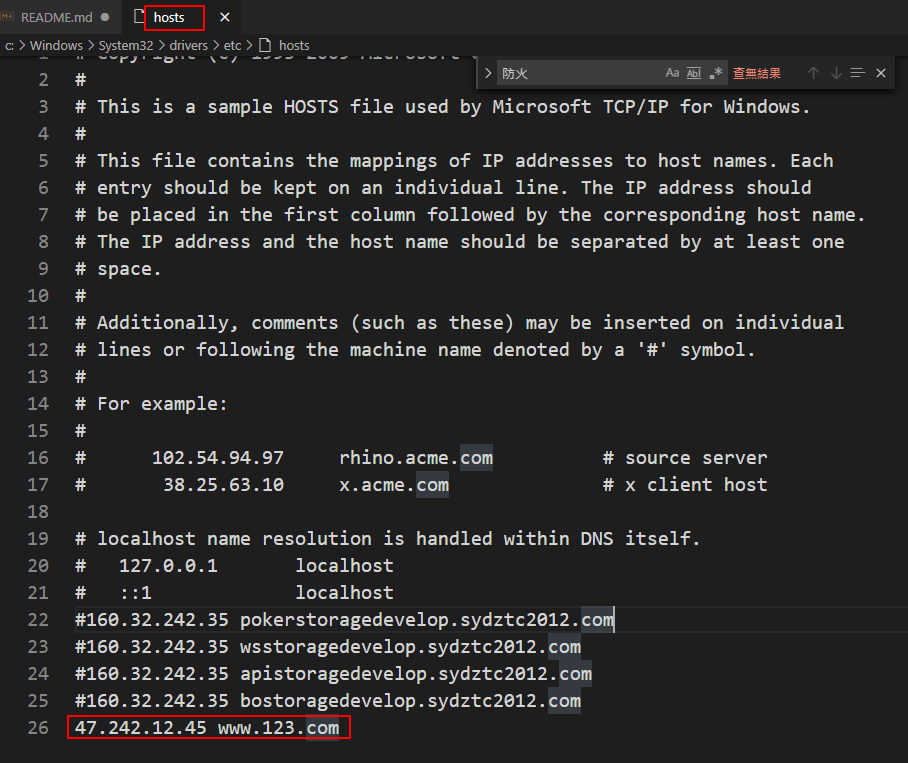 README.md
hosts
c: > Windows > System32 > drivers > etc > hosts
防火 Aa Abl .* 查無結果
2 #
3 # This is a sample HOSTS file used by Microsoft TCP/IP for Windows.
4 #
5 # This file contains the mappings of IP addresses to host names. Each
6 # entry should be kept on an individual line. The IP address should
7 # be placed in the first column followed by the corresponding host name.
8 # The IP address and the host name should be separated by at least one
9 # space.
10 #
11 # Additionally, comments (such as these) may be inserted on individual
12 # lines or following the machine name denoted by a '#' symbol.
13 #
14 # For example:
15 #
16 # 102.54.94.97 rhino.acme.com # source server
17 # 38.25.63.10 x.acme.com # x client host
18
19 # localhost name resolution is handled within DNS itself.
20 # 127.0.0.1 localhost
21 # ::1 localhost
22 #160.32.242.35 pokerstoragedevelop.sydztc2012.com
23 #160.32.242.35 wsstoragedevelop.sydztc2012.com
24 #160.32.242.35 apistoragedevelop.sydztc2012.com
25 #160.32.242.35 bostoragedevelop.sydztc2012.com
26 47.242.12.45 www.123.com